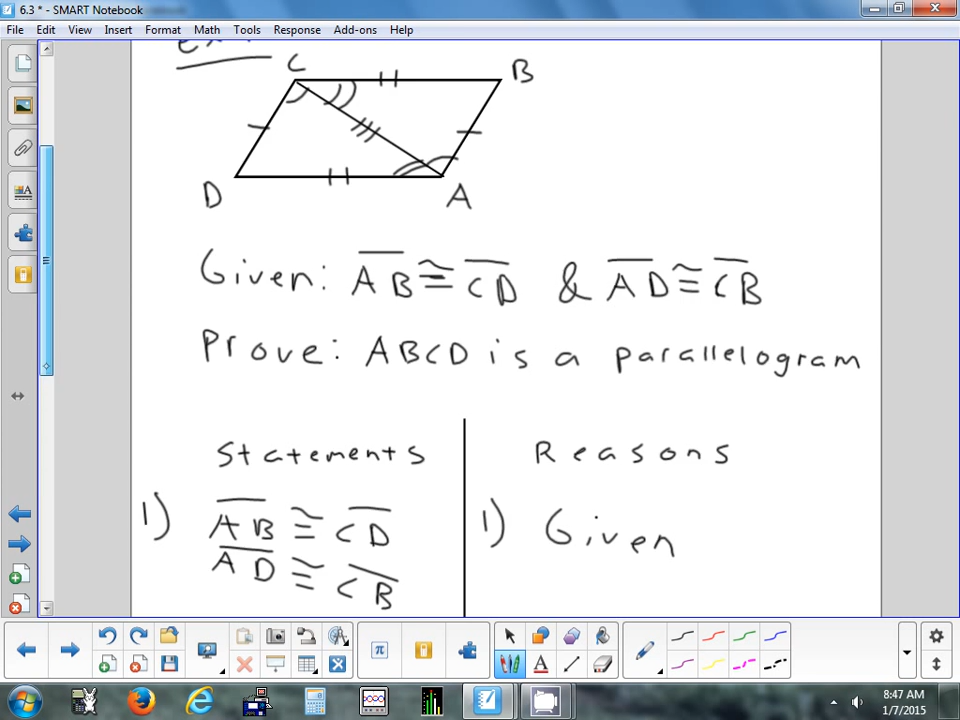 6.3 * - SMART Notebook
File Edit View Insert Format Math Tools Response Add-ons Help
C
B
D
A
Given: AB ≅ CD & AD ≅ CB
Prove: ABCD is a parallelogram
Statements Reasons
1) AB ≅ CD 1) Given
AD ≅ CB
8:47 AM
1/7/2015